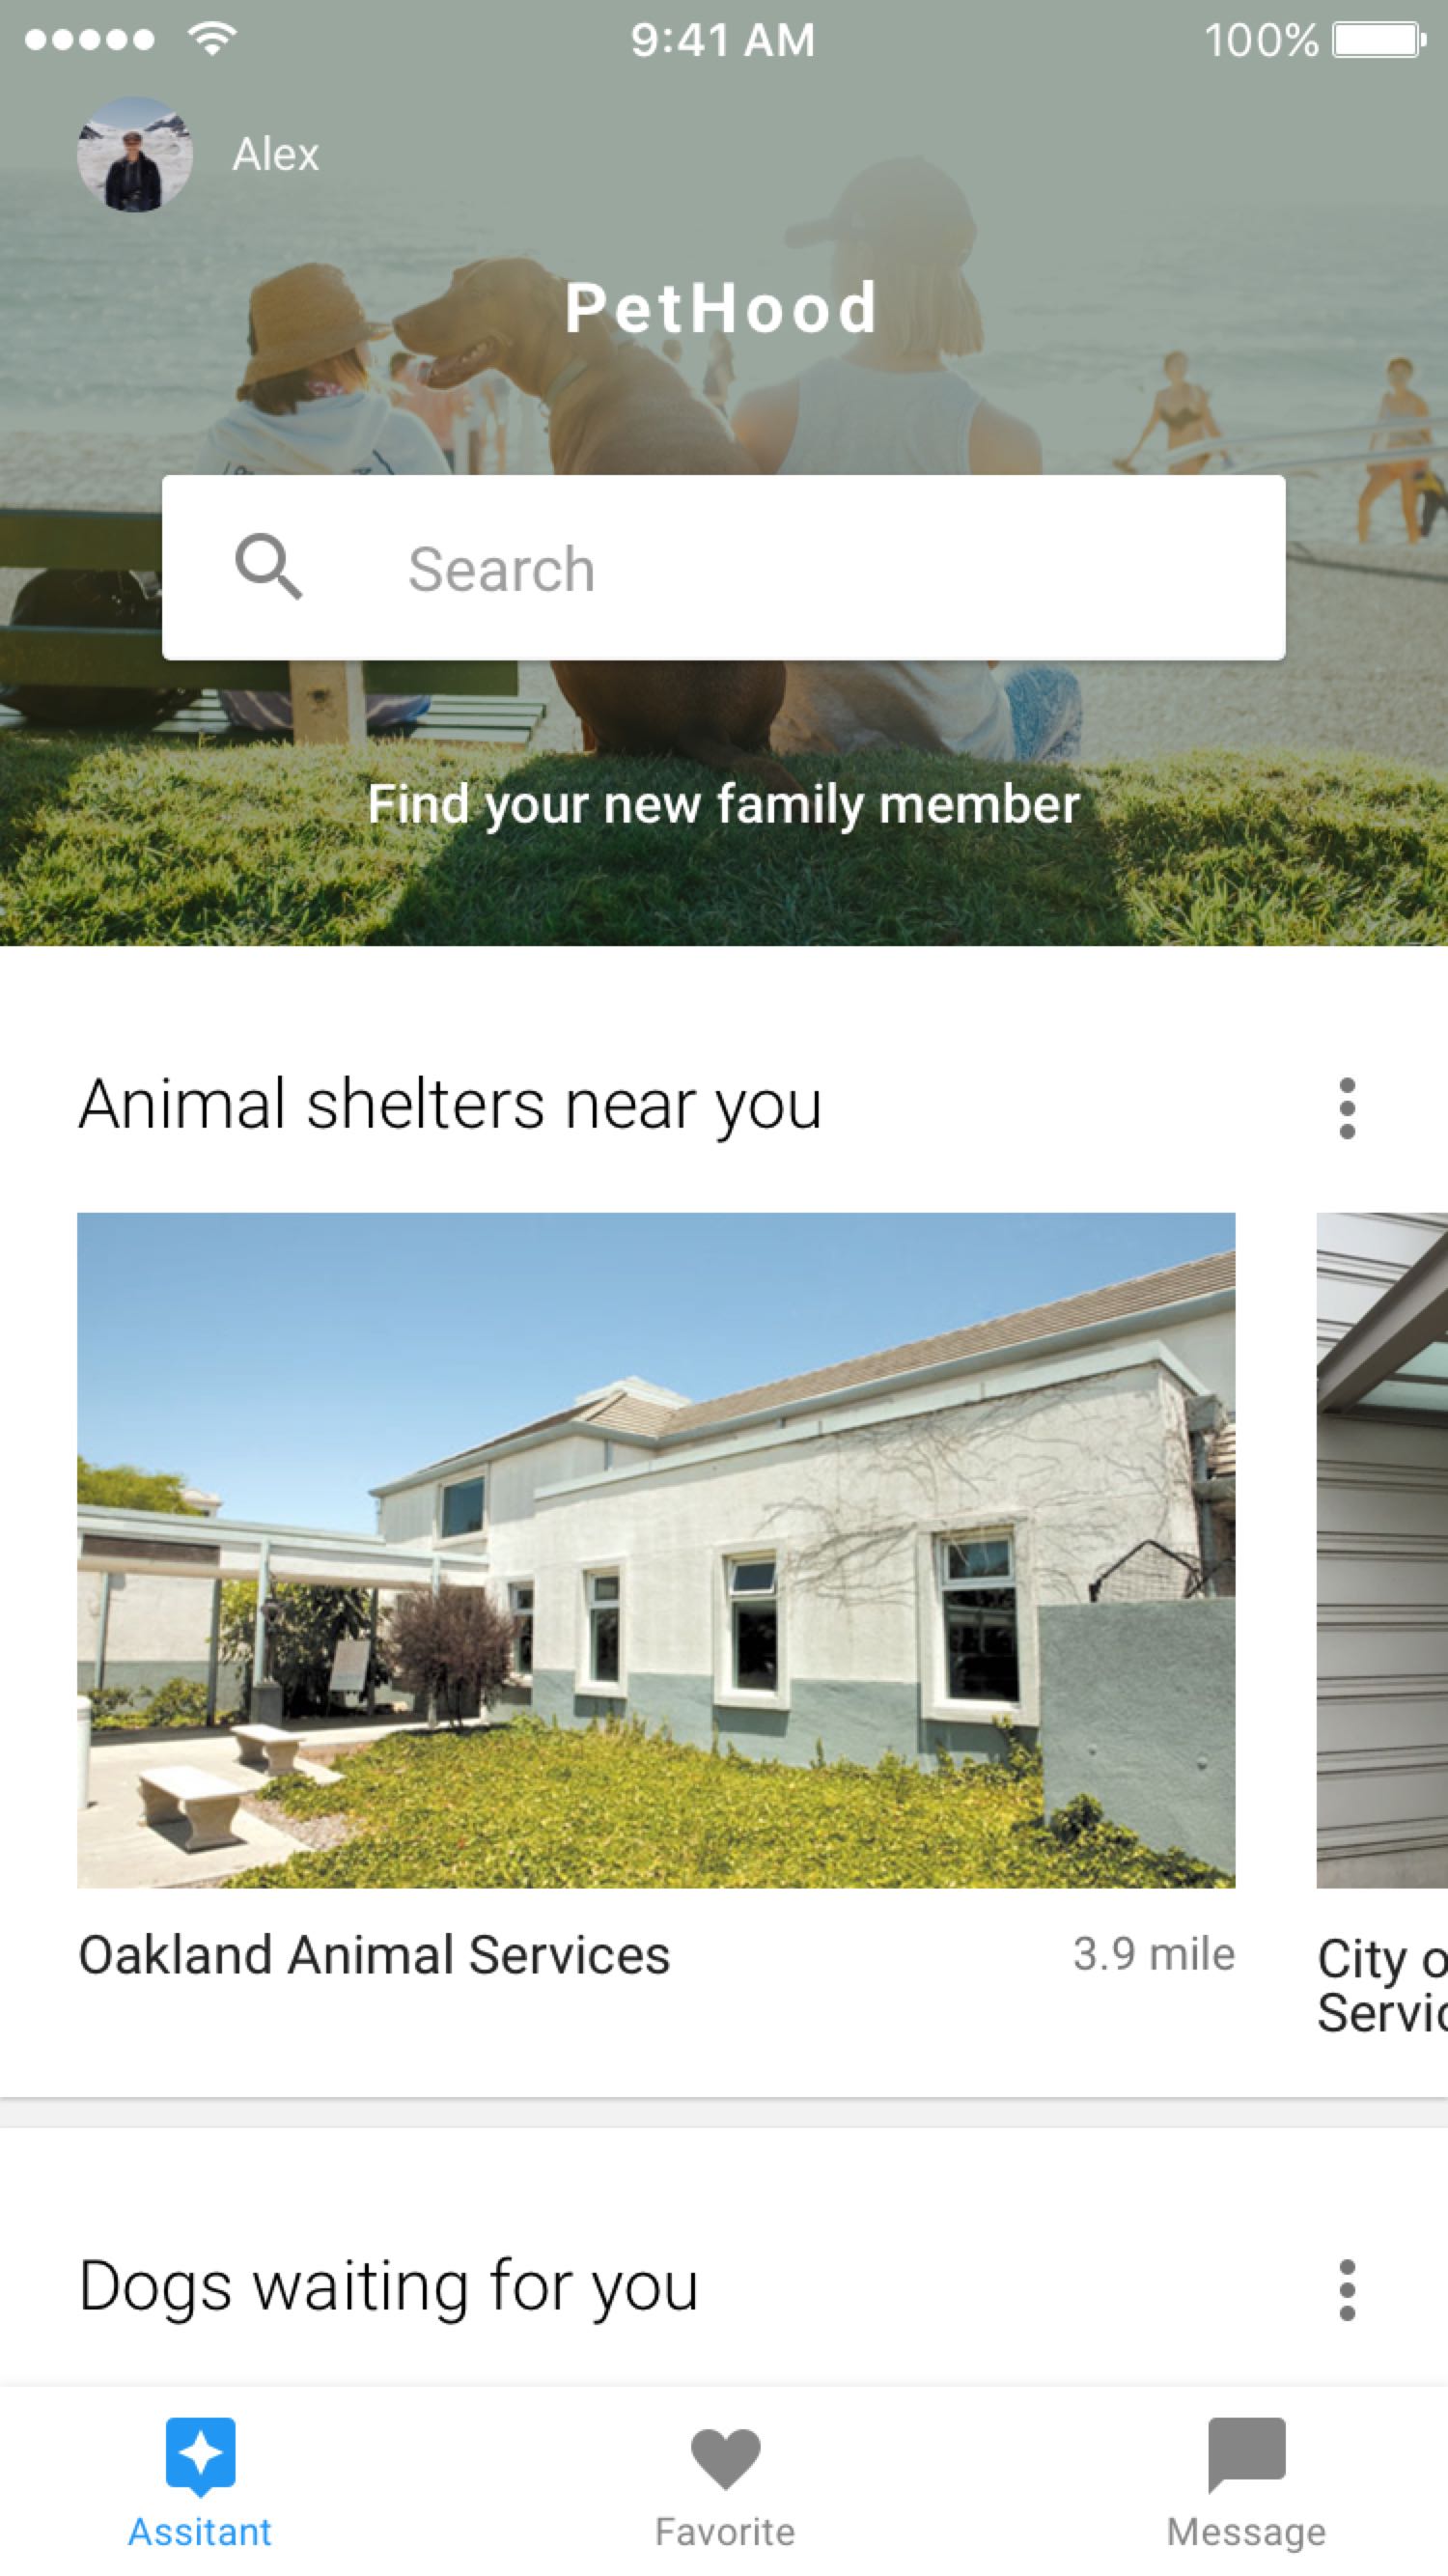 9:41 AM
100%
Alex
PetHood
Search
Find your new family member
Animal shelters near you
Oakland Animal Services
3.9 mile
City
Dogs waiting for you
Assitant
Favorite
Message